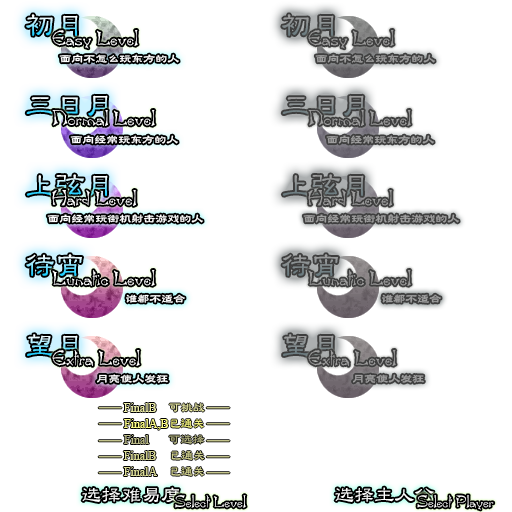 初月
Easy Level
面向不怎么玩东方的人
初月
Easy Level
面向不怎么玩东方的人
三日月
Normal Level
面向经常玩东方的人
三日月
Normal Level
面向经常玩东方的人
上弦月
Hard Level
面向经常玩街机射击游戏的人
上弦月
Hard Level
面向经常玩街机射击游戏的人
待宵
Lunatic Level
谁都不适合
待宵
Lunatic Level
谁都不适合
望月
Extra Level
月亮使人发狂
望月
Extra Level
月亮使人发狂
FinalB 可挑战
FinalA,B 已通关
Final 可选择
FinalB 已通关
FinalA 已通关
选择难易度
Select Level
选择主人公
Select Player